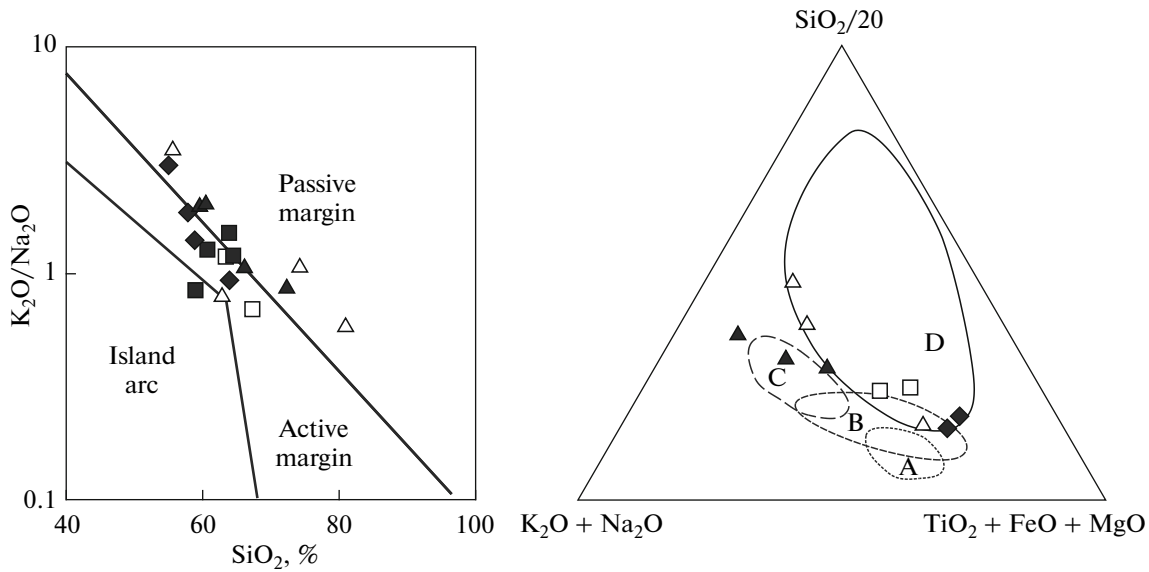 SiO₂/20
10
Passive
margin
K₂O/Na₂O
D
1
Island
arc
C
B
Active
margin
A
0.1
40
60
80
100
K₂O + Na₂O
TiO₂ + FeO + MgO
SiO₂, %